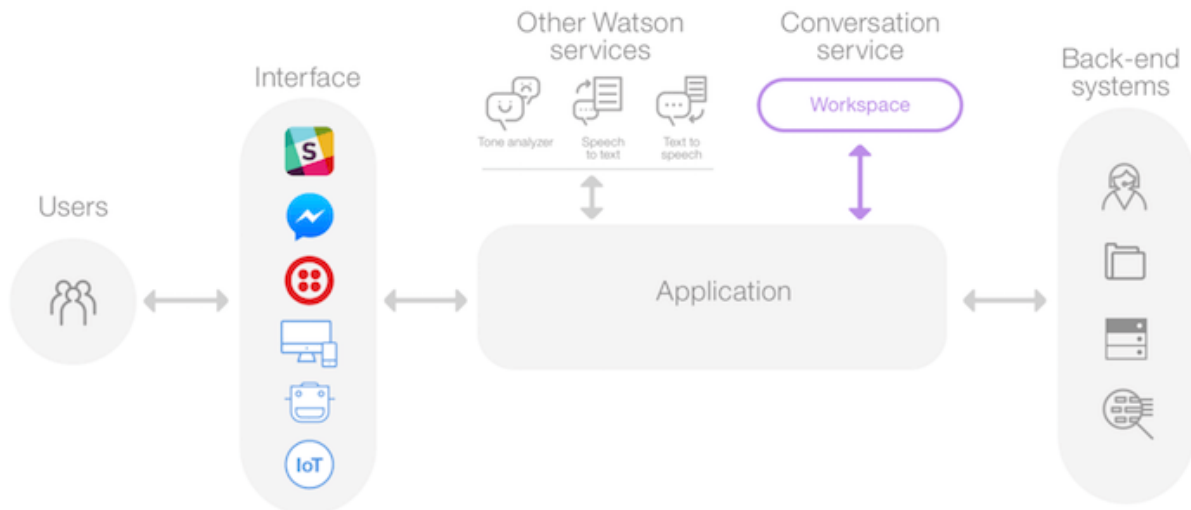 Other Watson
services
Conversation
service
Back-end
systems
Interface
Workspace
Tone analyzer
Speech
to text
Text to
speech
S
Users
Application
IoT